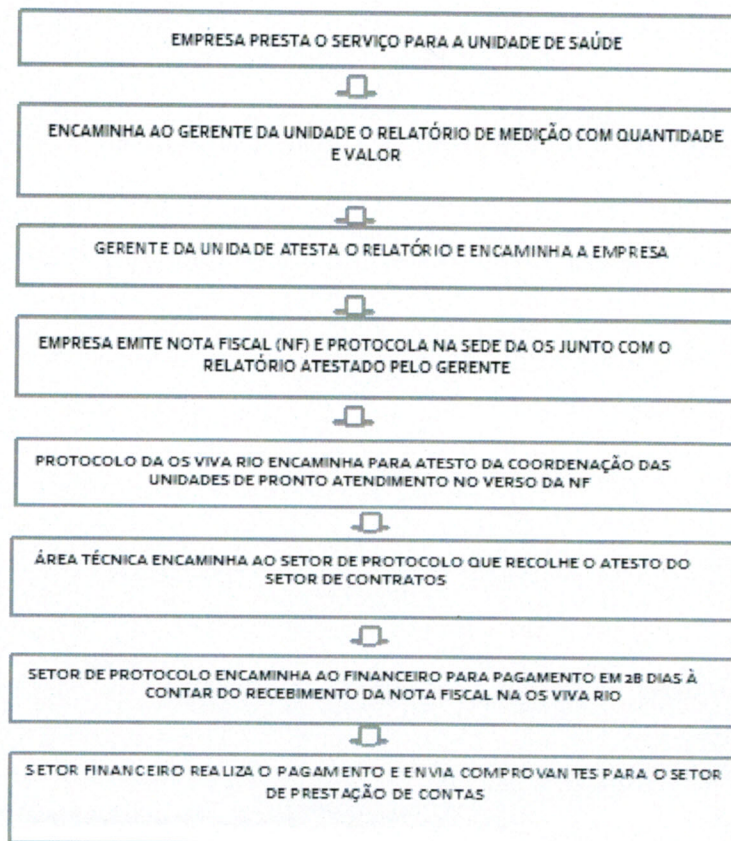 EMPRESA PRESTA O SERVIÇO PARA A UNIDADE DE SAÚDE
ENCAMINHA AO GERENTE DA UNIDADE O RELATÓRIO DE MEDIÇÃO COM QUANTIDADE
E VALOR
GERENTE DA UNIDADE ATESTA O RELATÓRIO E ENCAMINHA A EMPRESA
EMPRESA EMITE NOTA FISCAL (NF) E PROTOCOLA NA SEDE DA OS JUNTO COM O
RELATÓRIO ATESTADO PELO GERENTE
PROTOCOLO DA OS VIVA RIO ENCAMINHA PARA ATESTO DA COORDENAÇÃO DAS
UNIDADES DE PRONTO ATENDIMENTO NO VERSO DA NF
ÁREA TÉCNICA ENCAMINHA AO SETOR DE PROTOCOLO QUE RECOLHE O ATESTO DO
SETOR DE CONTRATOS
SETOR DE PROTOCOLO ENCAMINHA AO FINANCEIRO PARA PAGAMENTO EM 28 DIAS À
CONTAR DO RECEBIMENTO DA NOTA FISCAL NA OS VIVA RIO
SETOR FINANCEIRO REALIZA O PAGAMENTO E ENVIA COMPROVANTES PARA O SETOR
DE PRESTAÇÃO DE CONTAS